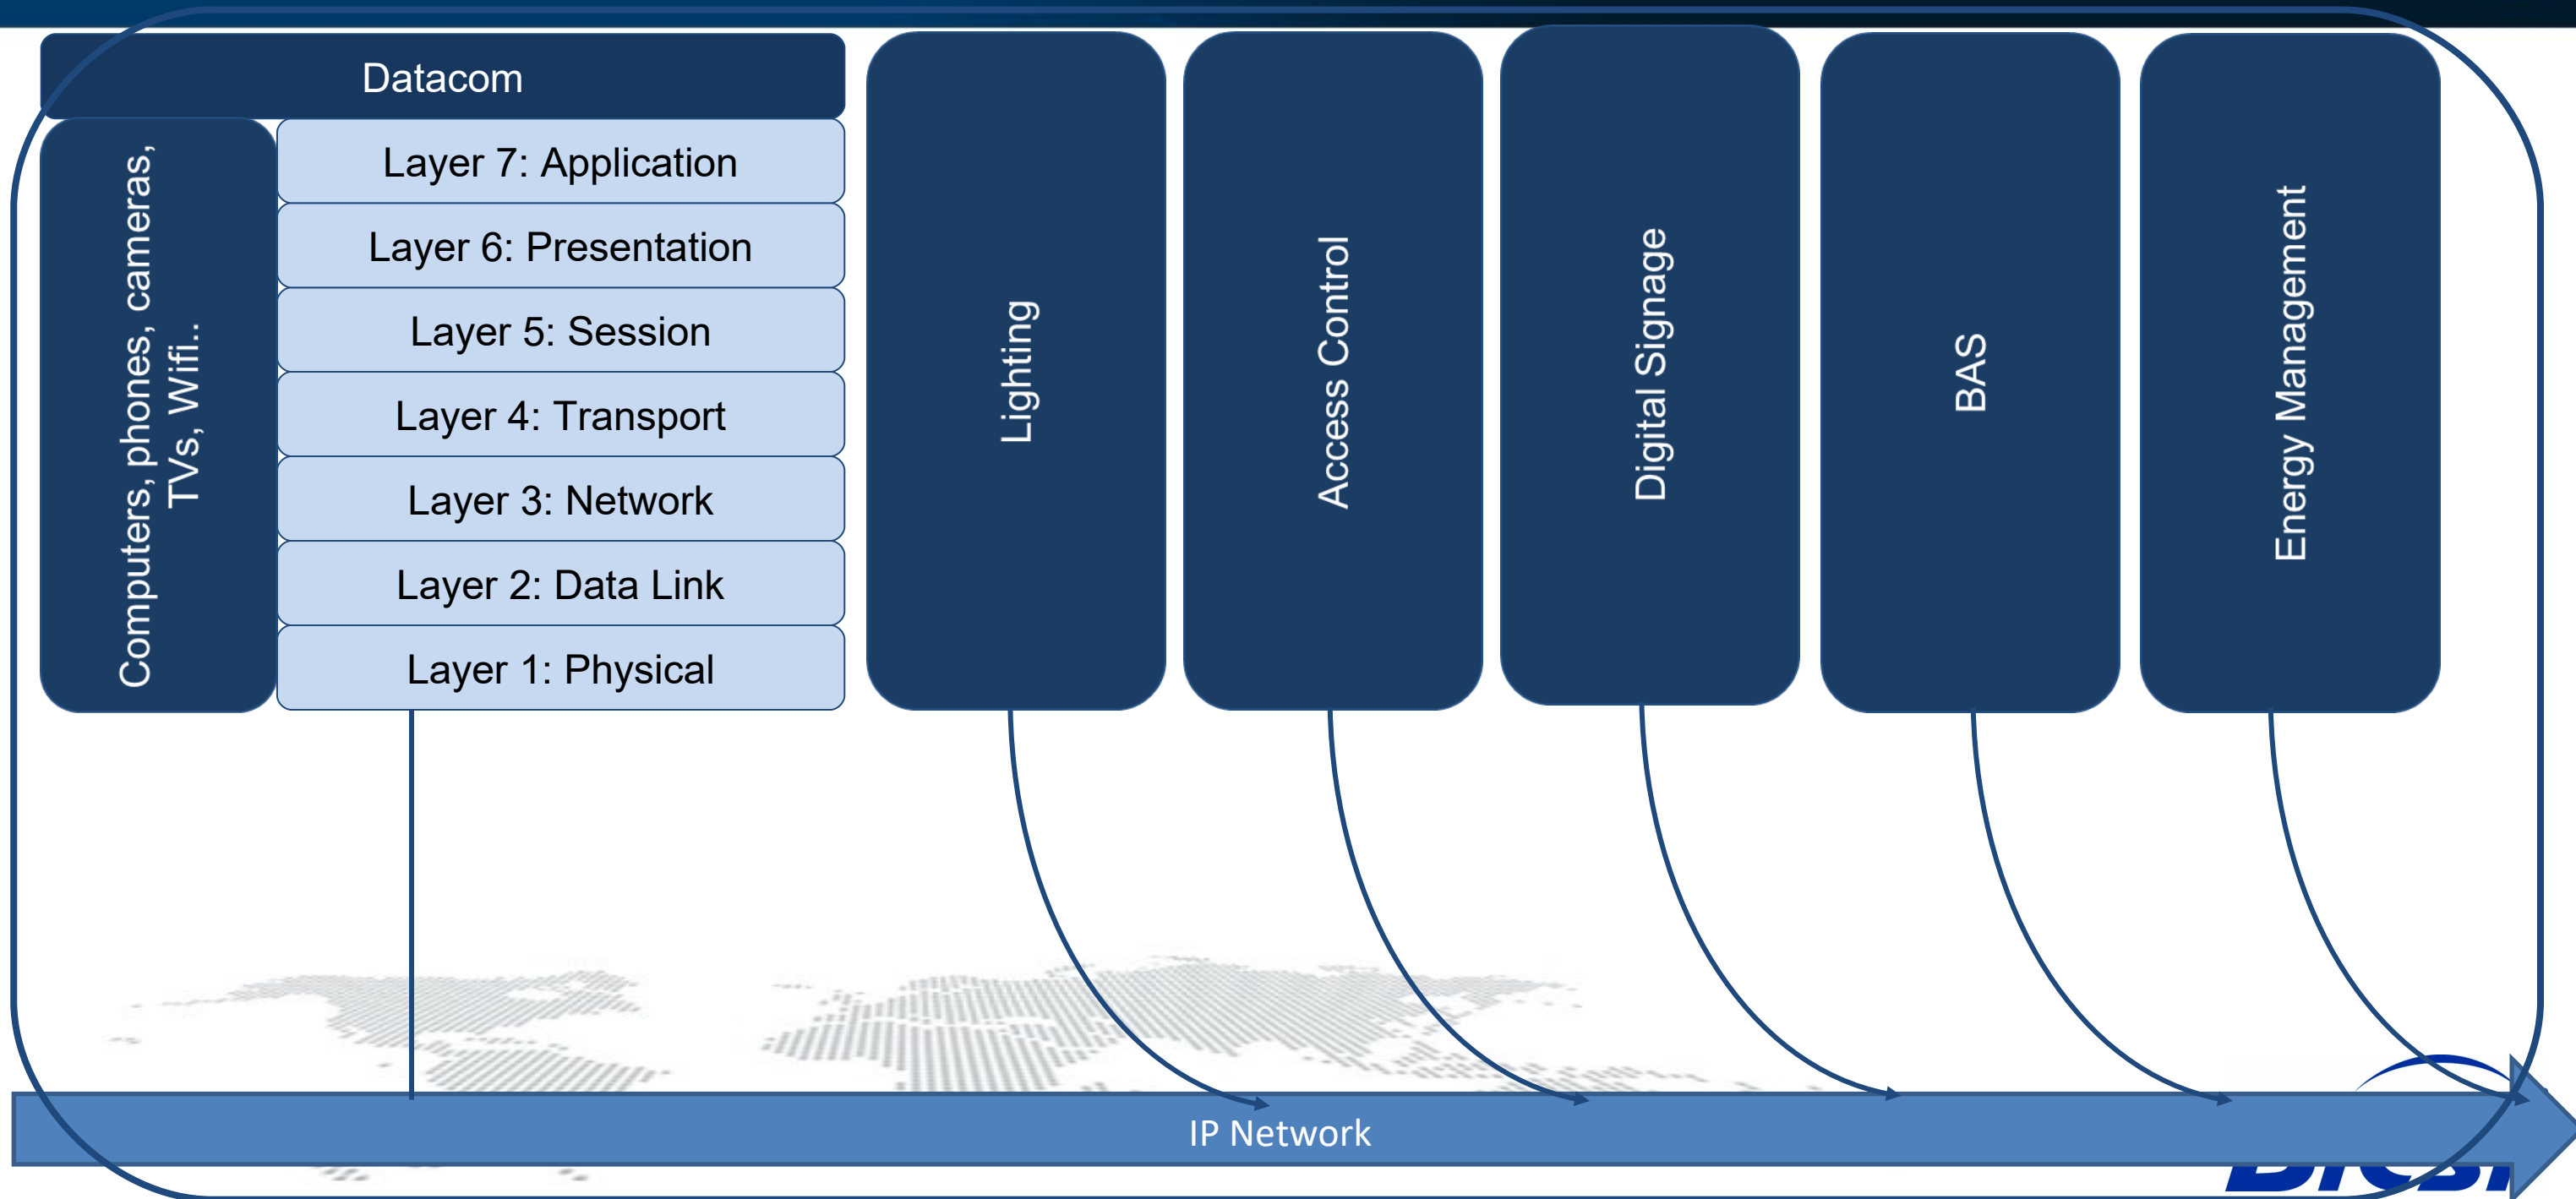 Datacom
Computers, phones, cameras,
TVs, Wifi..
Layer 7: Application
Layer 6: Presentation
Layer 5: Session
Layer 4: Transport
Layer 3: Network
Layer 2: Data Link
Layer 1: Physical
Lighting
Access Control
Digital Signage
BAS
Energy Management
IP Network